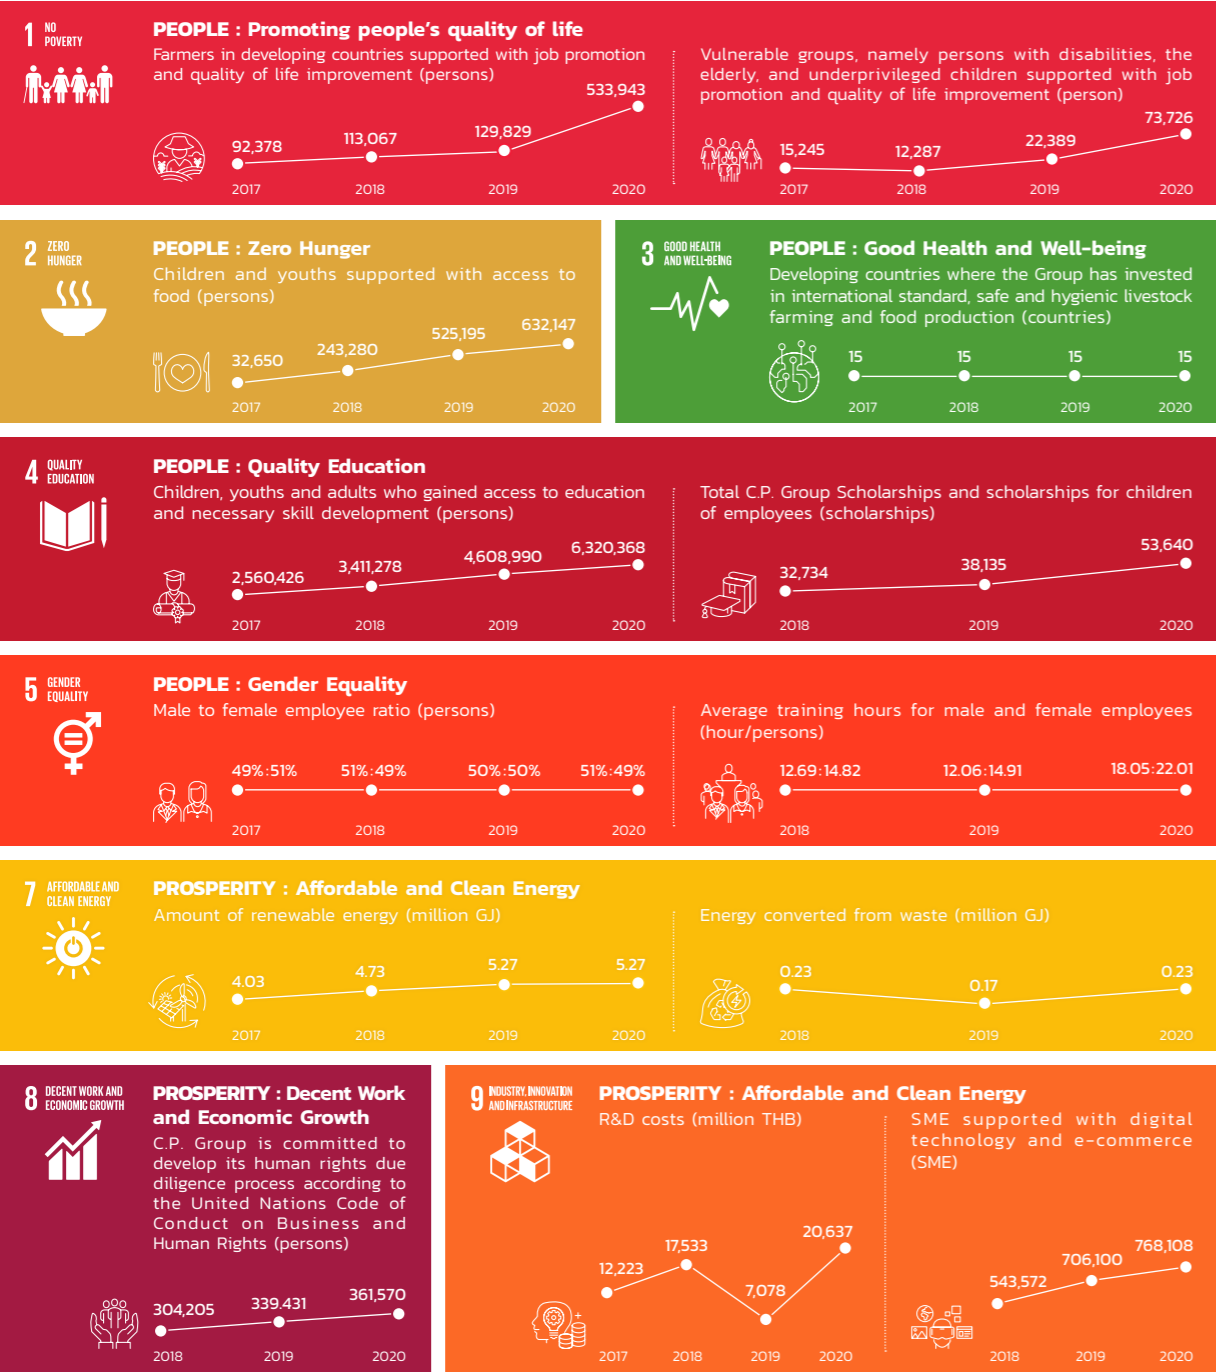 1 NO
POVERTY
PEOPLE : Promoting people's quality of life
Farmers in developing countries supported with job promotion
and quality of life improvement (persons)
92,378
113,067
129,829
533,943
2017
2018
2019
2020
Vulnerable groups, namely persons with disabilities, the
elderly, and underprivileged children supported with job
promotion and quality of life improvement (person)
15,245
12,287
22,389
73,726
2017
2018
2019
2020
2 ZERO
HUNGER
PEOPLE : Zero Hunger
Children and youths supported with access to
food (persons)
32,650
243,280
525,195
632,147
2017
2018
2019
2020
3 GOOD HEALTH
AND WELL-BEING
PEOPLE : Good Health and Well-being
Developing countries where the Group has invested
in international standard, safe and hygienic livestock
farming and food production (countries)
15
15
15
15
2017
2018
2019
2020
4 QUALITY
EDUCATION
PEOPLE : Quality Education
Children, youths and adults who gained access to education
and necessary skill development (persons)
2,560,426
3,411,278
4,608,990
6,320,368
2017
2018
2019
2020
Total C.P. Group Scholarships and scholarships for children
of employees (scholarships)
32,734
38,135
53,640
2018
2019
2020
5 GENDER
EQUALITY
PEOPLE : Gender Equality
Male to female employee ratio (persons)
49%:51%
51%:49%
50%:50%
51%:49%
2017
2018
2019
2020
Average training hours for male and female employees
(hour/persons)
12.69:14.82
12.06:14.91
18.05:22.01
2018
2019
2020
7 AFFORDABLE AND
CLEAN ENERGY
PROSPERITY : Affordable and Clean Energy
Amount of renewable energy (million GJ)
4.03
4.73
5.27
5.27
2017
2018
2019
2020
Energy converted from waste (million GJ)
0.23
0.17
0.23
2018
2019
2020
8 DECENT WORK AND
ECONOMIC GROWTH
PROSPERITY : Decent Work
and Economic Growth
C.P. Group is committed to
develop its human rights due
diligence process according to
the United Nations Code of
Conduct on Business and
Human Rights (persons)
304,205
339.431
361,570
2018
2019
2020
9 INDUSTRY, INNOVATION
AND INFRASTRUCTURE
PROSPERITY : Affordable and Clean Energy
R&D costs (million THB)
12,223
17,533
7,078
20,637
2017
2018
2019
2020
SME supported with digital
technology and e-commerce
(SME)
543,572
706,100
768,108
2018
2019
2020